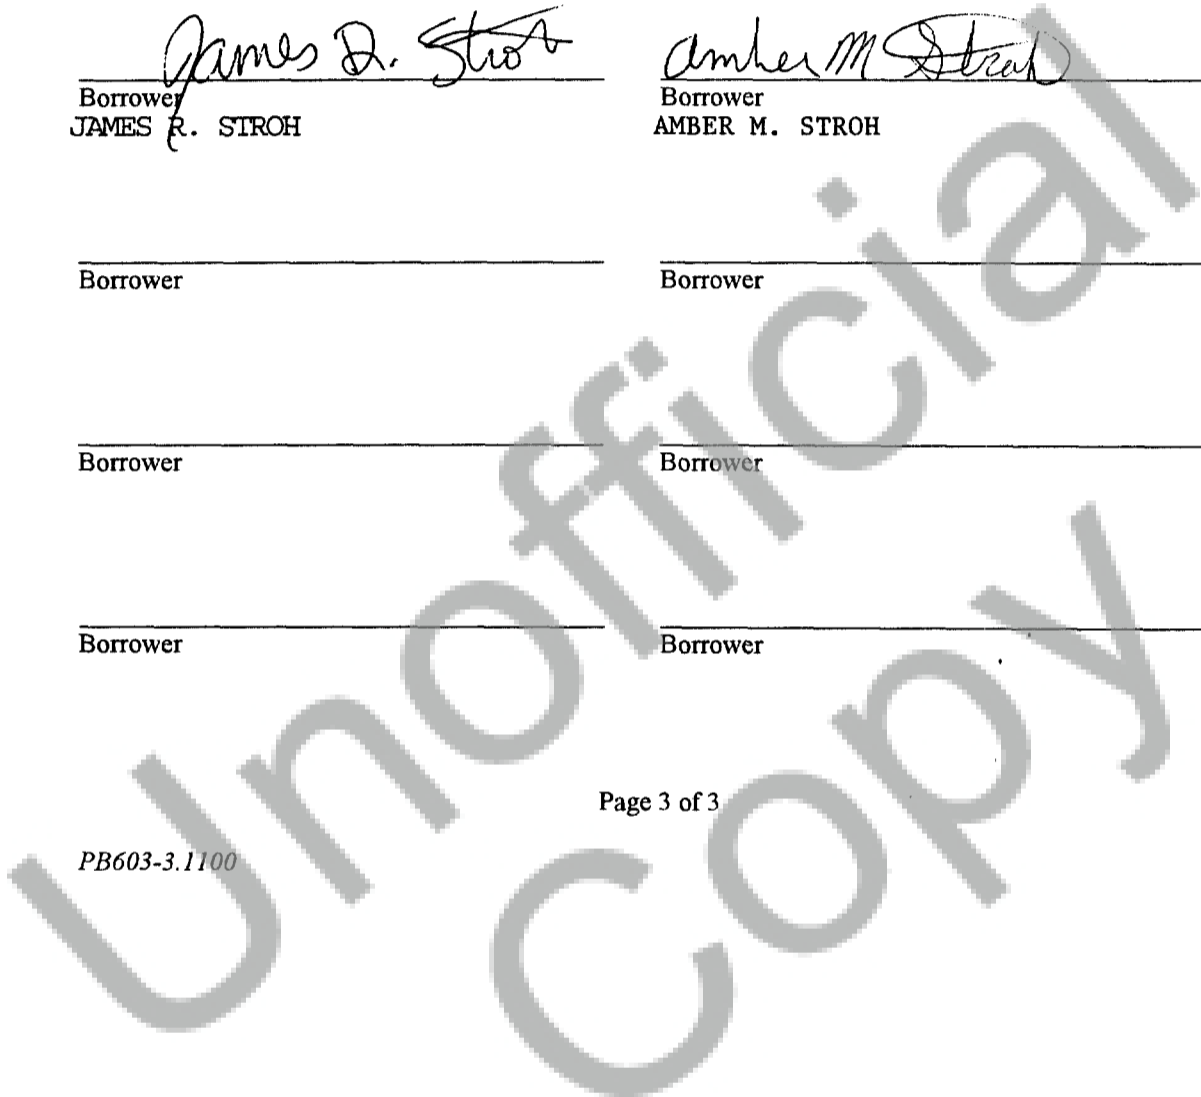 James R. Stroh Amber M Stroh
Borrower Borrower
JAMES R. STROH AMBER M. STROH
Borrower Borrower
Borrower Borrower
Borrower Borrower
Page 3 of 3
PB603-3.1100
Unofficial
Copy